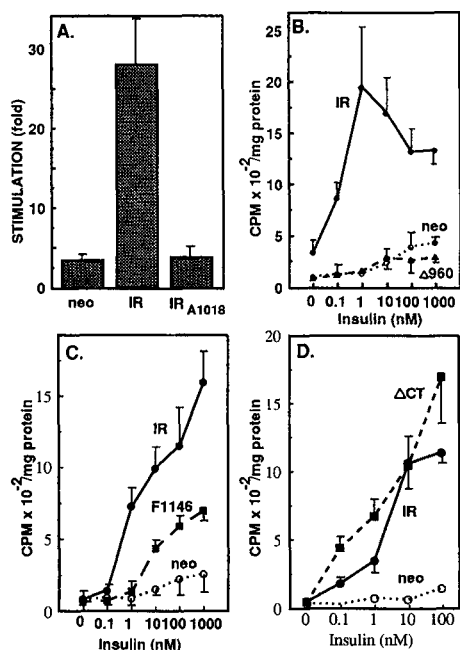 A.
STIMULATION (fold)
30
20
10
0
neo
IR
IR A1018
B.
CPM x 10-2/mg protein
25
20
15
10
5
0
IR
neo
Δ960
0
0.1
1
10
100
1000
Insulin (nM)
C.
CPM x 10-2/mg protein
15
10
5
0
IR
F1146
neo
0
0.1
1
10
100
1000
Insulin (nM)
D.
CPM x 10-2/mg protein
20
15
10
5
0
ΔCT
IR
neo
0
0.1
1
10
100
Insulin (nM)